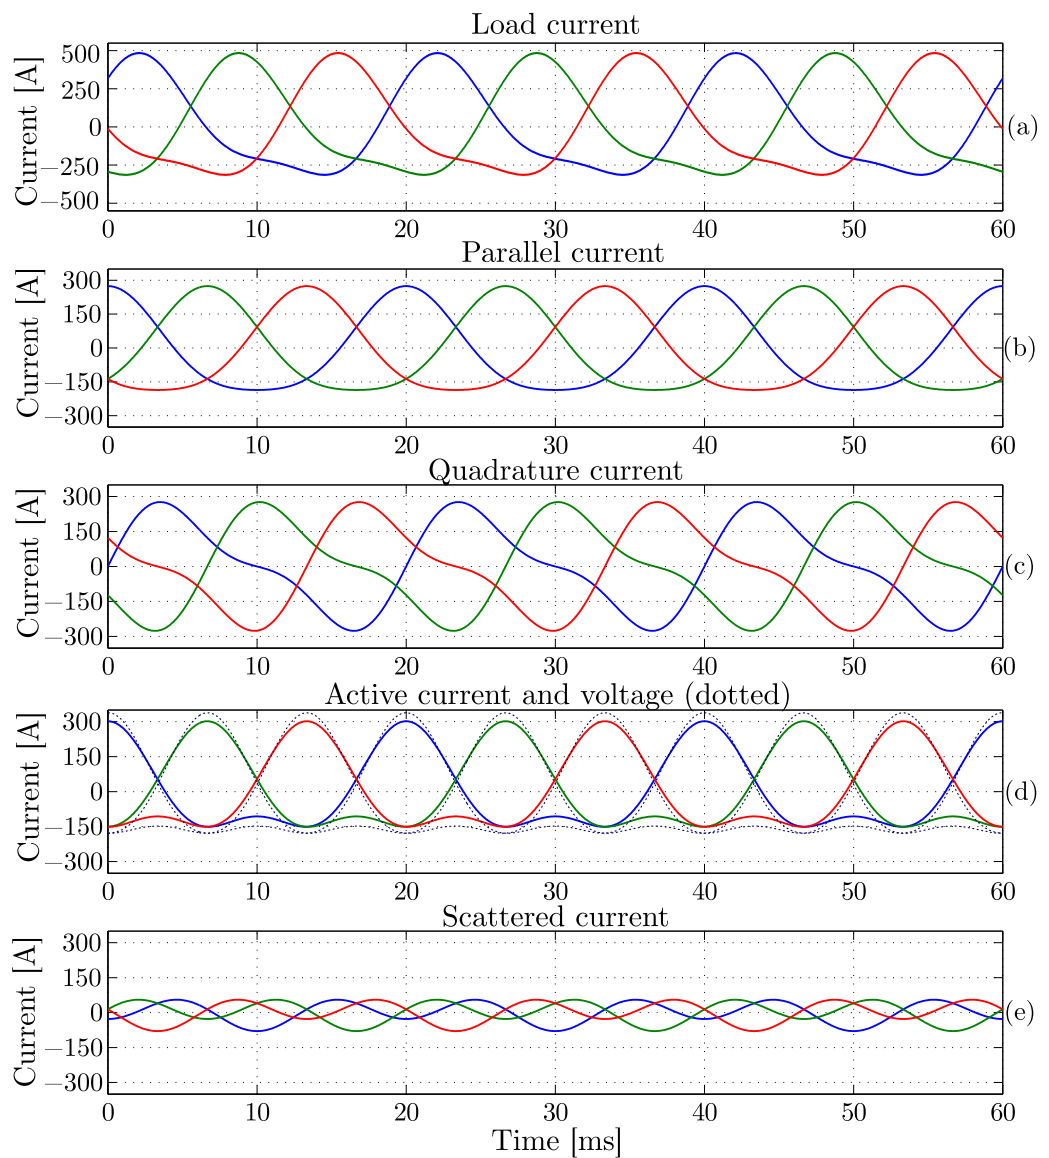 Load current
500
250
0
−250
−500
Current [A]
(a)
0 10 20 30 40 50 60
Parallel current
300
150
0
−150
−300
Current [A]
(b)
0 10 20 30 40 50 60
Quadrature current
300
150
0
−150
−300
Current [A]
(c)
0 10 20 30 40 50 60
Active current and voltage (dotted)
300
150
0
−150
−300
Current [A]
(d)
0 10 20 30 40 50 60
Scattered current
300
150
0
−150
−300
Current [A]
(e)
0 10 20 30 40 50 60
Time [ms]